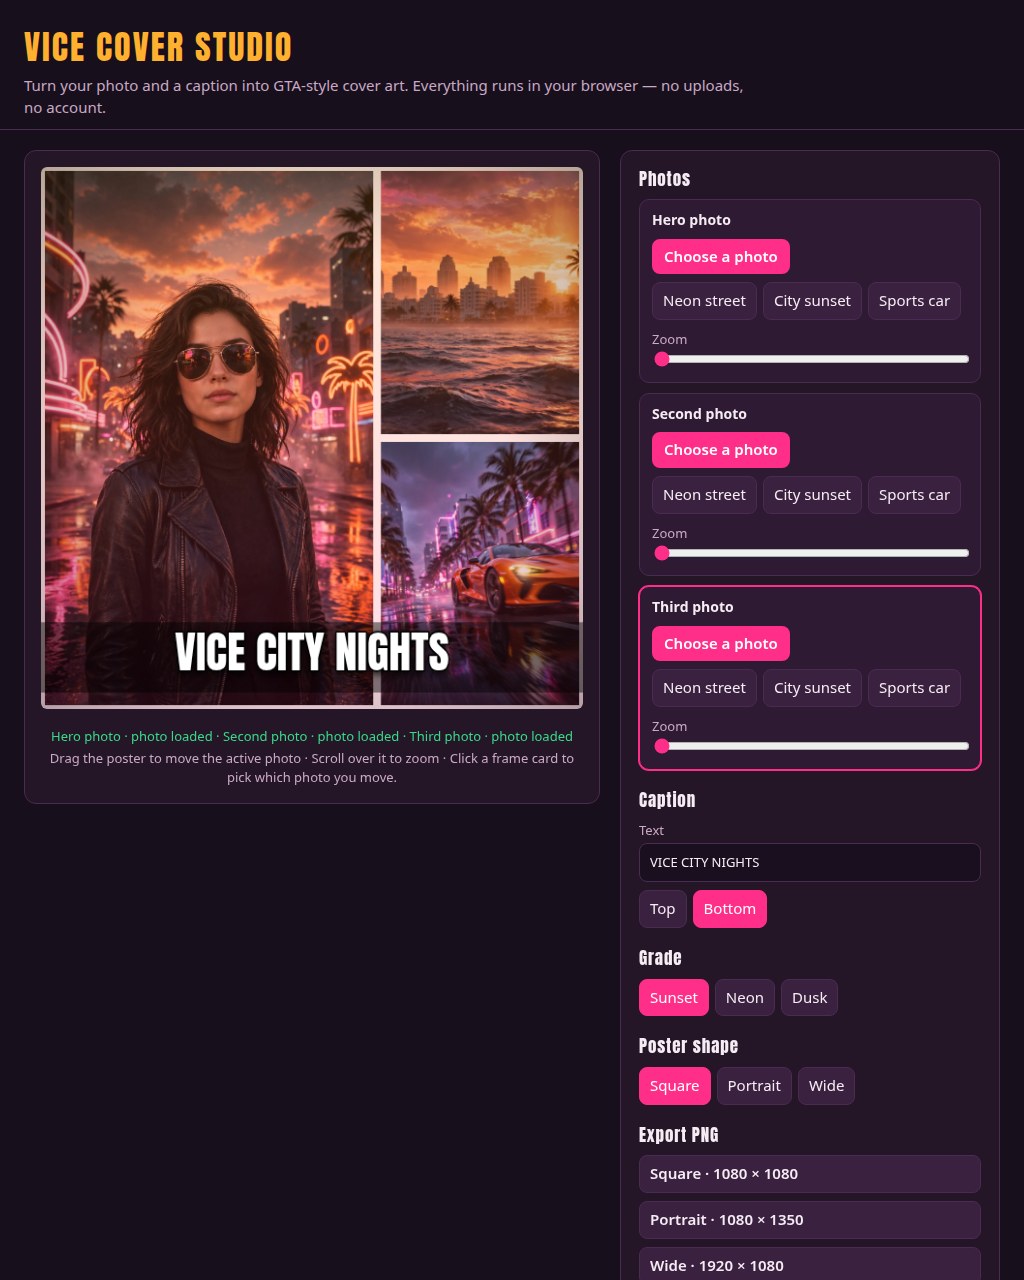 VICE COVER STUDIO
Turn your photo and a caption into GTA-style cover art. Everything runs in your browser — no uploads,
no account.
VICE CITY NIGHTS
Hero photo · photo loaded · Second photo · photo loaded · Third photo · photo loaded
Drag the poster to move the active photo · Scroll over it to zoom · Click a frame card to
pick which photo you move.
Photos
Hero photo
Choose a photo
Neon street City sunset Sports car
Zoom
Second photo
Choose a photo
Neon street City sunset Sports car
Zoom
Third photo
Choose a photo
Neon street City sunset Sports car
Zoom
Caption
Text
VICE CITY NIGHTS
Top Bottom
Grade
Sunset Neon Dusk
Poster shape
Square Portrait Wide
Export PNG
Square · 1080 × 1080
Portrait · 1080 × 1350
Wide · 1920 × 1080